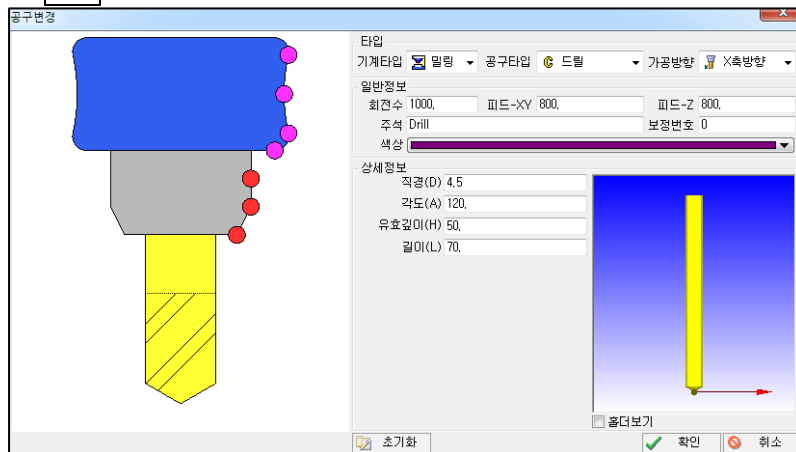 공구변경
타입
기계타입 밀링 공구타입 드릴 가공방향 X축방향
일반정보
회전수 1000, 피드-XY 800, 피드-Z 800,
주석 Drill 보정번호 0
색상
상세정보
직경(D) 4,5
각도(A) 120,
유효깊이(H) 50,
길이(L) 70,
홀더보기
초기화 확인 취소